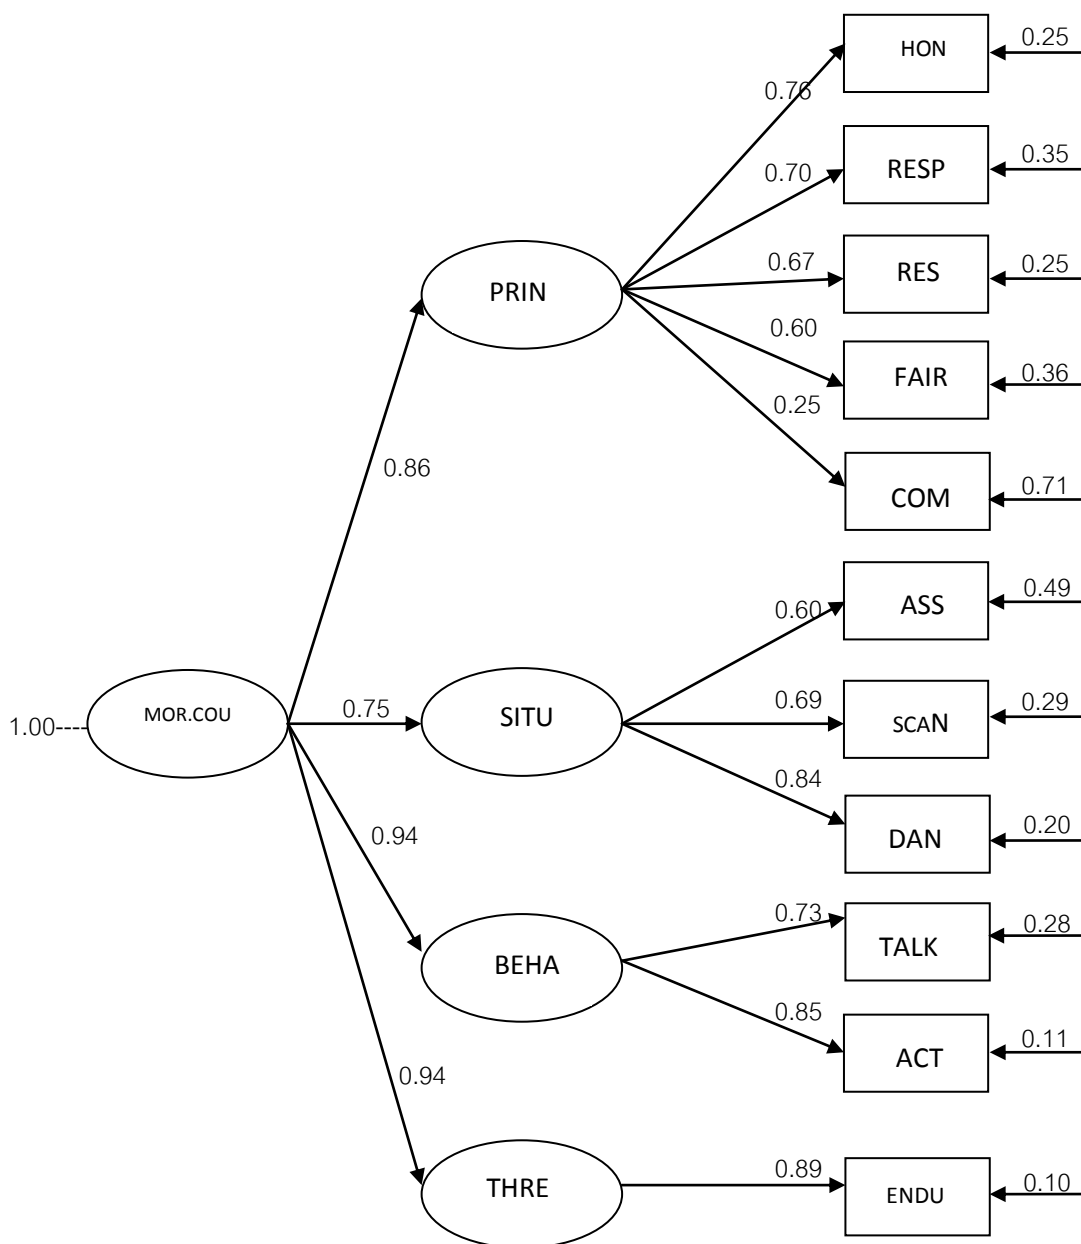 HON
0.25
0.76
RESP
0.35
0.70
RES
0.25
0.67
PRIN
FAIR
0.36
0.60
0.25
COM
0.71
0.86
ASS
0.49
0.60
MOR.COU
1.00----
0.75
SITU
0.69
SCAN
0.29
0.84
DAN
0.20
0.94
0.73
TALK
0.28
BEHA
0.85
ACT
0.11
0.94
THRE
0.89
ENDU
0.10